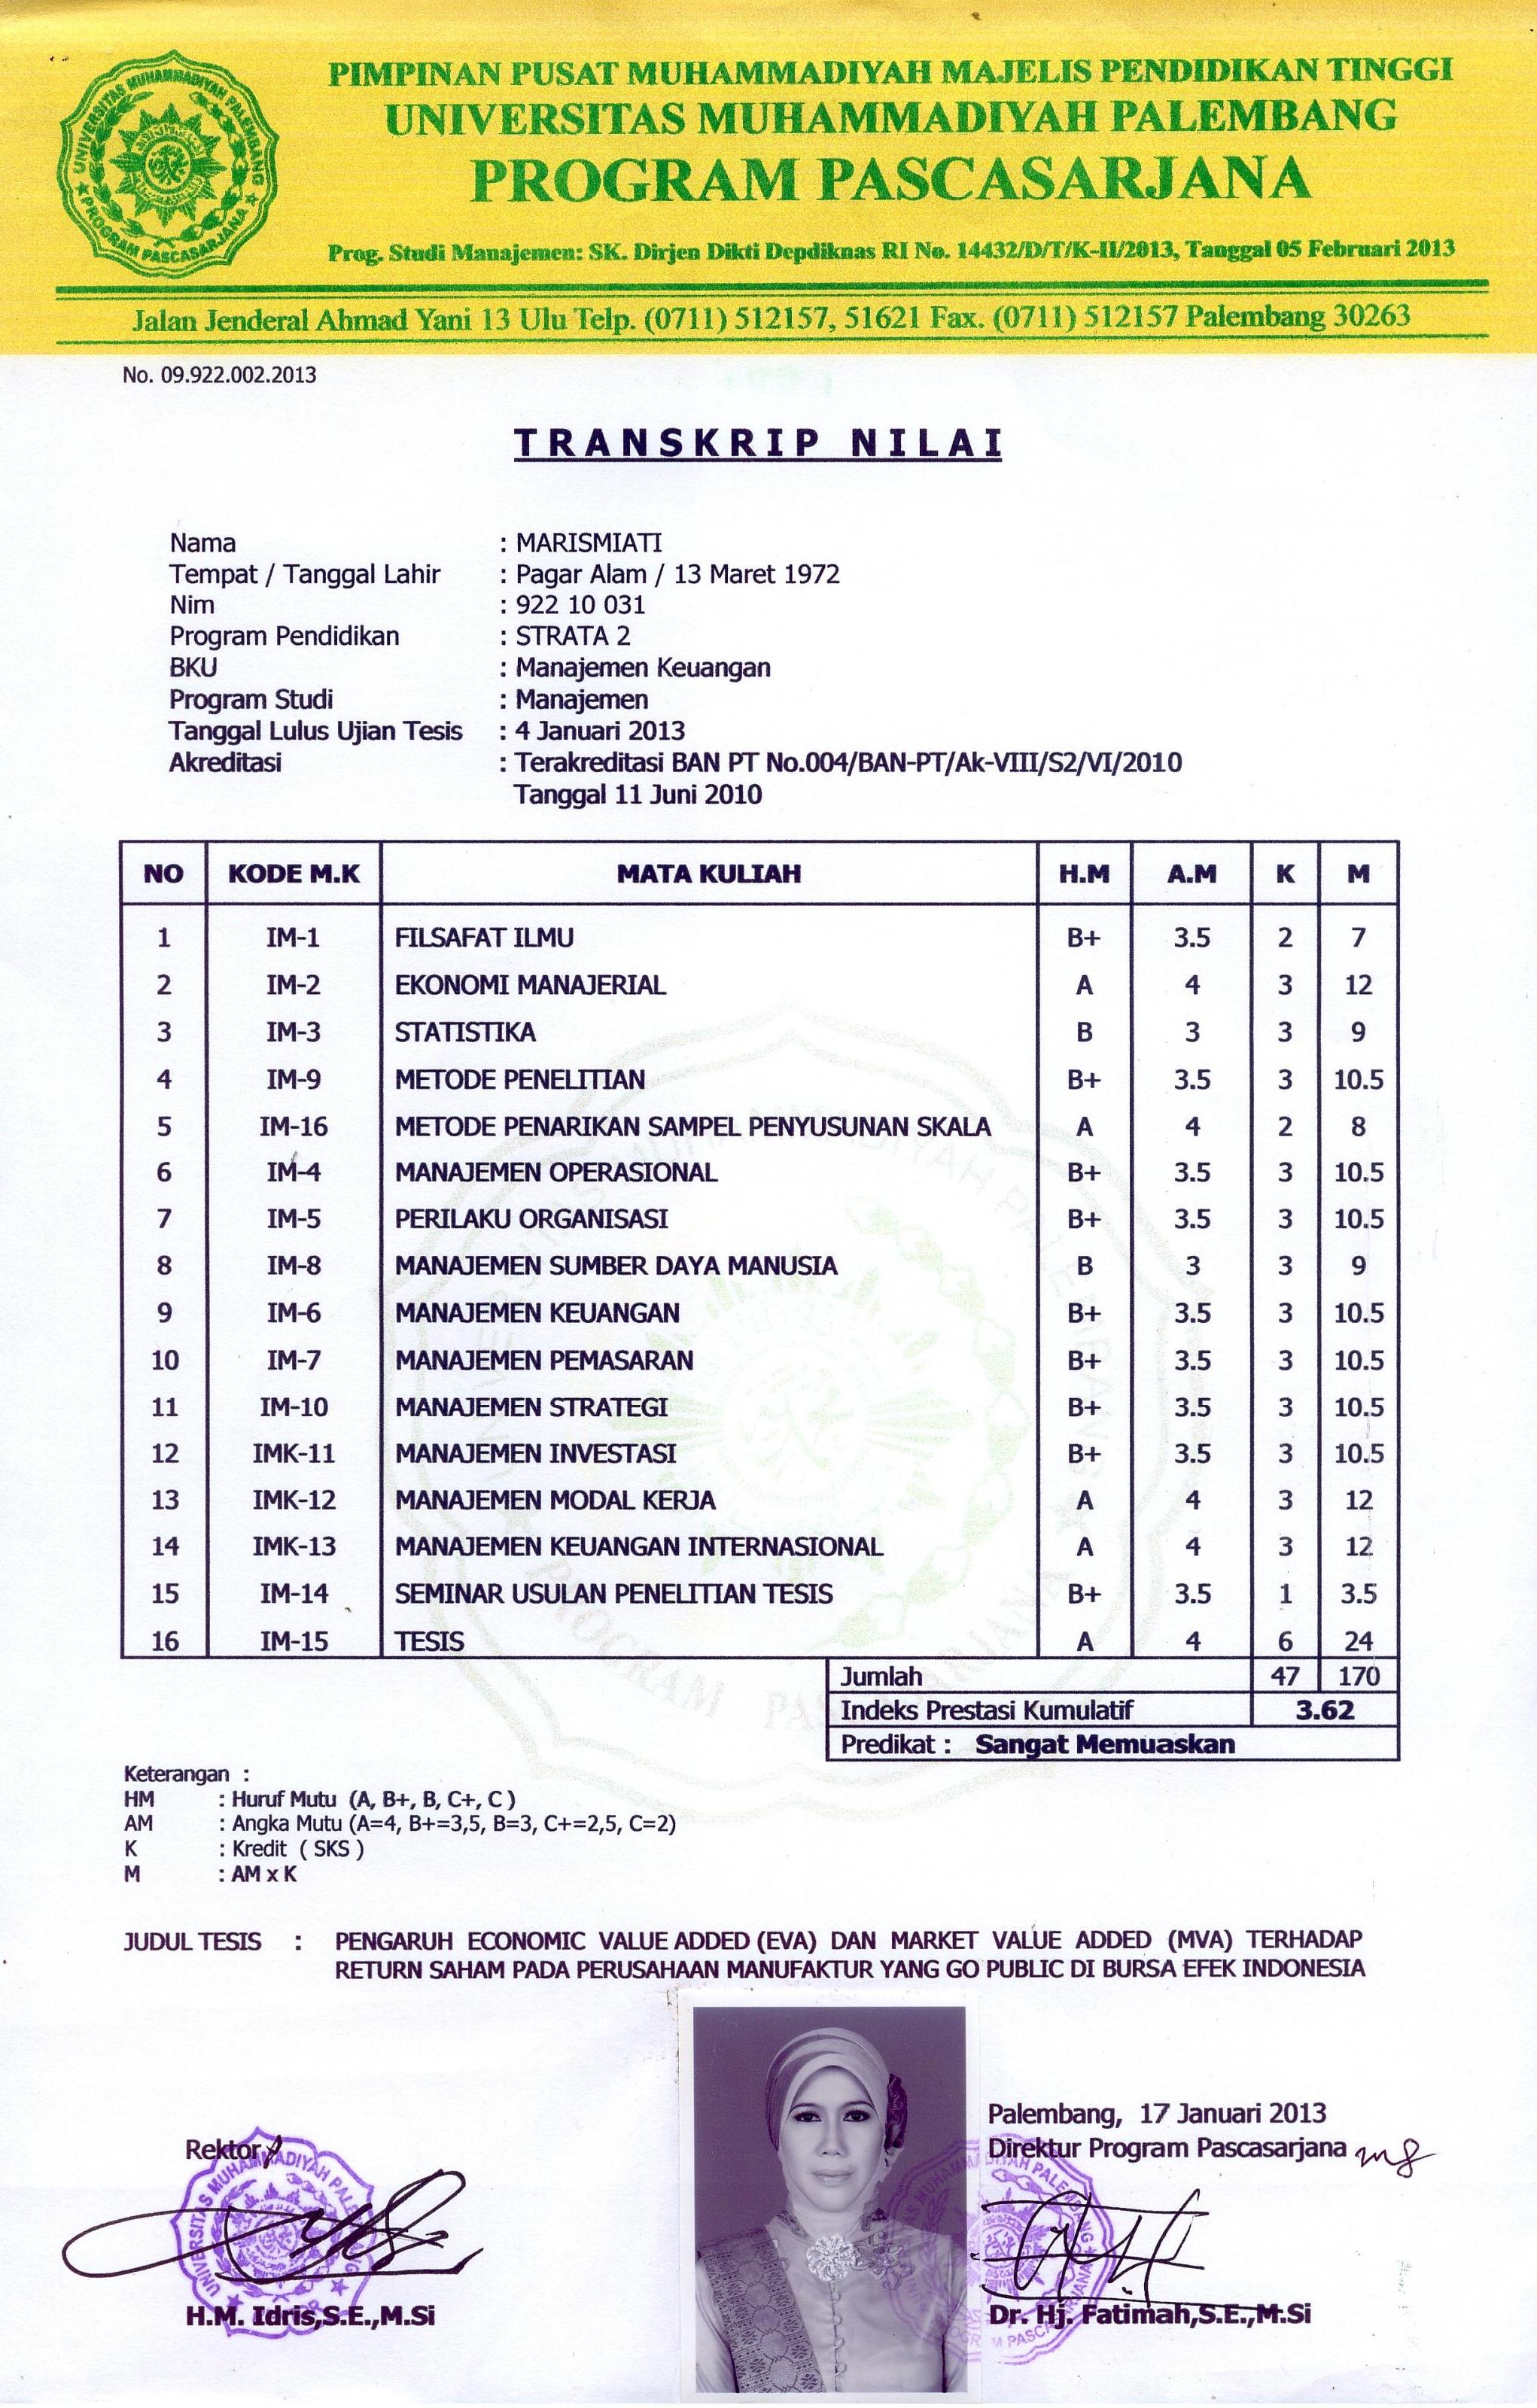 PIMPINAN PUSAT MUHAMMADIYAH MAJELIS PENDIDIKAN TINGGI
UNIVERSITAS MUHAMMADIYAH PALEMBANG
PROGRAM PASCASARJANA
Prog. Studi Manajemen: SK. Dirjen Dikti Depdiknas RI No. 14432/D/T/K-II/2013, Tanggal 05 Februari 2013
Jalan Jenderal Ahmad Yani 13 Ulu Telp. (0711) 512157, 51621 Fax. (0711) 512157 Palembang 30263
UNIVERSITAS MUHAMMADIYAH PALEMBANG
PROGRAM PASCASARJANA
No. 09.922.002.2013
TRANSKRIP NILAI
Nama : MARISMIATI
Tempat / Tanggal Lahir : Pagar Alam / 13 Maret 1972
Nim : 922 10 031
Program Pendidikan : STRATA 2
BKU : Manajemen Keuangan
Program Studi : Manajemen
Tanggal Lulus Ujian Tesis : 4 Januari 2013
Akreditasi : Terakreditasi BAN PT No.004/BAN-PT/Ak-VIII/S2/VI/2010
Tanggal 11 Juni 2010
NO KODE M.K MATA KULIAH H.M A.M K M
1 IM-1 FILSAFAT ILMU B+ 3.5 2 7
2 IM-2 EKONOMI MANAJERIAL A 4 3 12
3 IM-3 STATISTIKA B 3 3 9
4 IM-9 METODE PENELITIAN B+ 3.5 3 10.5
5 IM-16 METODE PENARIKAN SAMPEL PENYUSUNAN SKALA A 4 2 8
6 IM-4 MANAJEMEN OPERASIONAL B+ 3.5 3 10.5
7 IM-5 PERILAKU ORGANISASI B+ 3.5 3 10.5
8 IM-8 MANAJEMEN SUMBER DAYA MANUSIA B 3 3 9
9 IM-6 MANAJEMEN KEUANGAN B+ 3.5 3 10.5
10 IM-7 MANAJEMEN PEMASARAN B+ 3.5 3 10.5
11 IM-10 MANAJEMEN STRATEGI B+ 3.5 3 10.5
12 IMK-11 MANAJEMEN INVESTASI B+ 3.5 3 10.5
13 IMK-12 MANAJEMEN MODAL KERJA A 4 3 12
14 IMK-13 MANAJEMEN KEUANGAN INTERNASIONAL A 4 3 12
15 IM-14 SEMINAR USULAN PENELITIAN TESIS B+ 3.5 1 3.5
16 IM-15 TESIS A 4 6 24
Jumlah 47 170
Indeks Prestasi Kumulatif 3.62
Predikat : Sangat Memuaskan
Keterangan :
HM : Huruf Mutu (A, B+, B, C+, C )
AM : Angka Mutu (A=4, B+=3,5, B=3, C+=2,5, C=2)
K : Kredit ( SKS )
M : AM x K
JUDUL TESIS : PENGARUH ECONOMIC VALUE ADDED (EVA) DAN MARKET VALUE ADDED (MVA) TERHADAP
RETURN SAHAM PADA PERUSAHAAN MANUFAKTUR YANG GO PUBLIC DI BURSA EFEK INDONESIA
Palembang, 17 Januari 2013
Rektor
Direktur Program Pascasarjana
H.M. Idris,S.E.,M.Si
Dr. Hj. Fatimah,S.E.,M.Si